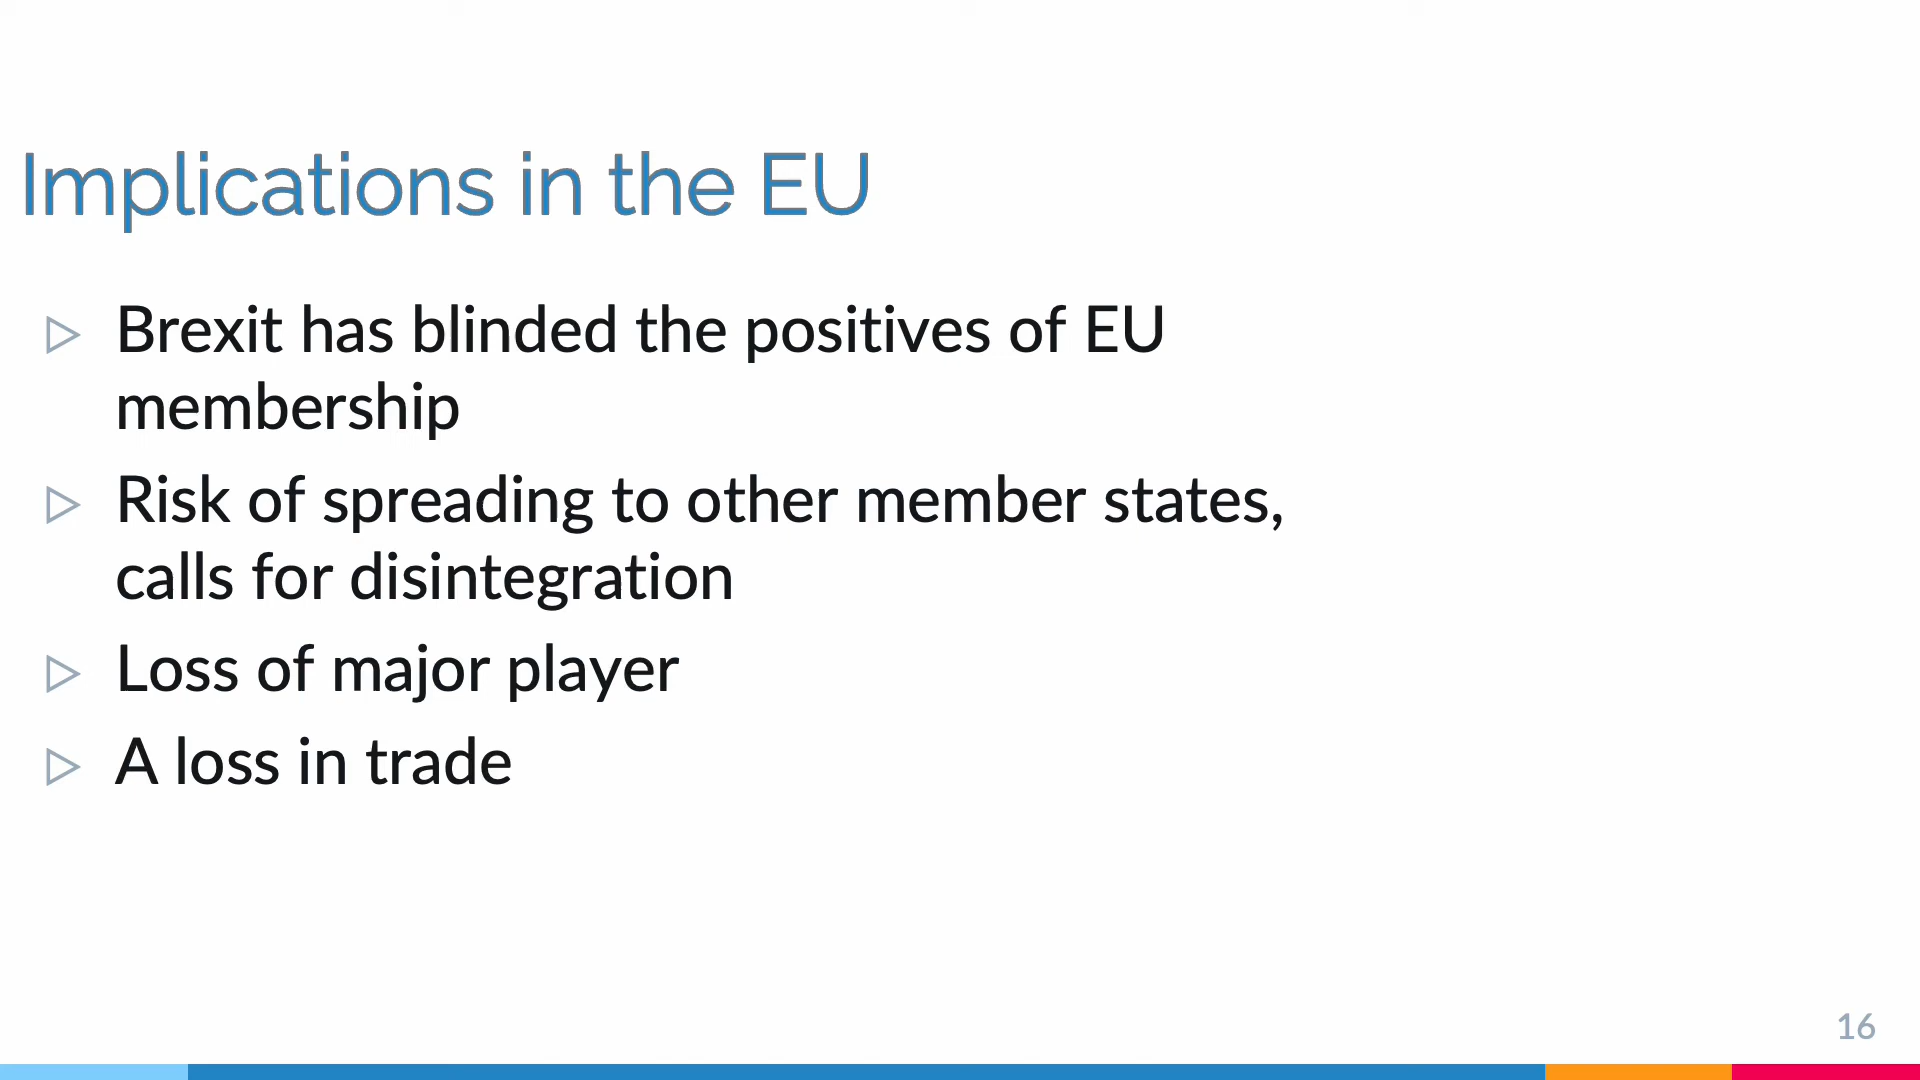 Implications in the EU
Brexit has blinded the positives of EU
membership
Risk of spreading to other member states,
calls for disintegration
Loss of major player
A loss in trade
16